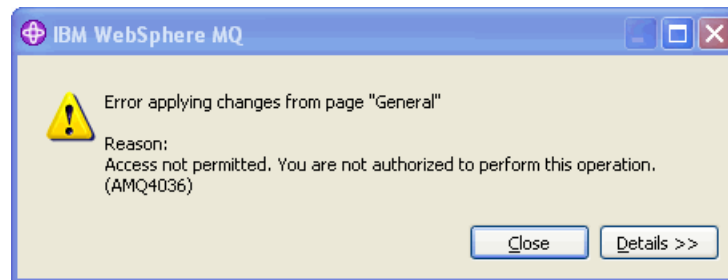 IBM WebSphere MQ
Error applying changes from page "General"
Reason:
Access not permitted. You are not authorized to perform this operation.
(AMQ4036)
Close
Details >>